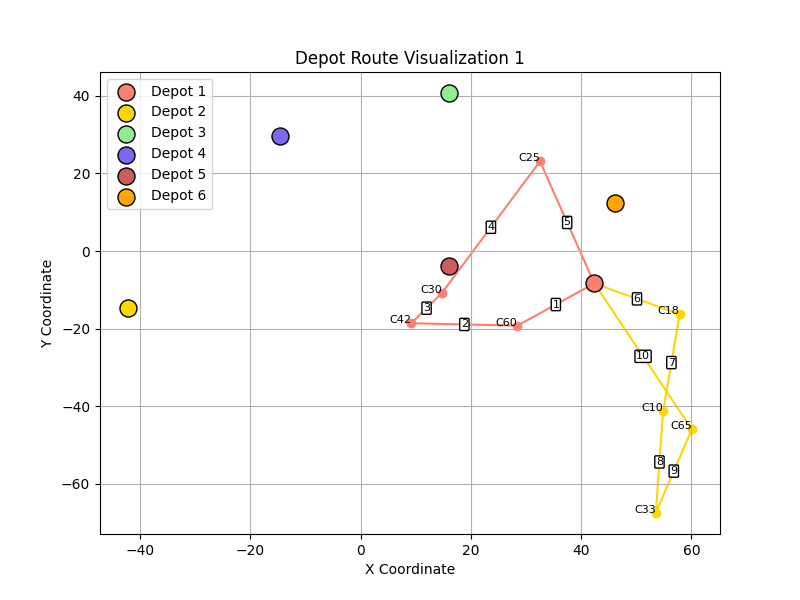 Depot Route Visualization 1
Depot 1
Depot 2
Depot 3
Depot 4
Depot 5
Depot 6
40
20
0
−20
−40
−60
Y Coordinate
C25
4
5
C30
3
C42
2
C60
1
6
C18
10
7
C10
C65
8
9
C33
−40
−20
0
20
40
60
X Coordinate